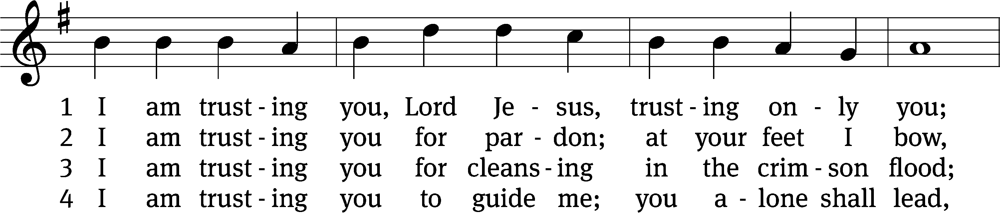 1 I am trust - ing you, Lord Je - sus, trust - ing on - ly you;
2 I am trust - ing you for par - don; at your feet I bow,
3 I am trust - ing you for cleans - ing in the crim - son flood;
4 I am trust - ing you to guide me; you a - lone shall lead,